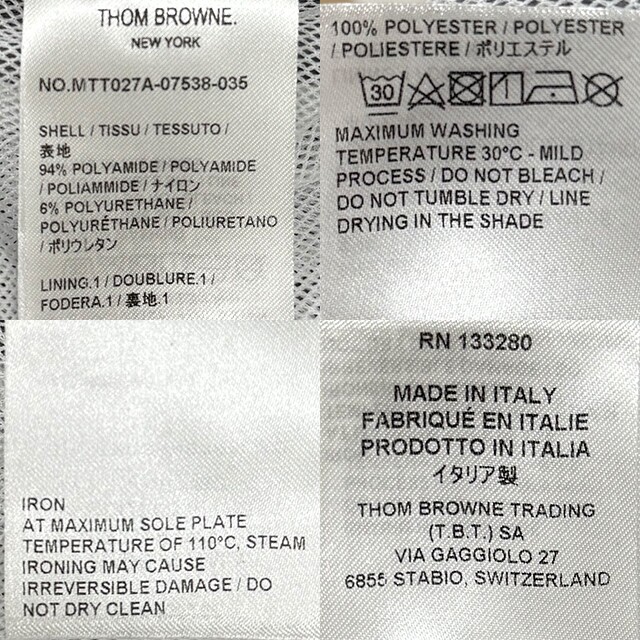 THOM BROWNE.
NEW YORK
NO.MTT027A-07538-035
SHELL / TISSU / TESSUTO /
表地
94% POLYAMIDE / POLYAMIDE
/ POLIAMMIDE / ナイロン
6% POLYURETHANE /
POLYURÉTHANE / POLIURETANO
/ ポリウレタン
LINING.1 / DOUBLURE.1 /
FODERA.1 / 裏地.1
100% POLYESTER / POLYESTER
/ POLIESTERE / ポリエステル
30
MAXIMUM WASHING
TEMPERATURE 30°C - MILD
PROCESS / DO NOT BLEACH /
DO NOT TUMBLE DRY / LINE
DRYING IN THE SHADE
IRON
AT MAXIMUM SOLE PLATE
TEMPERATURE OF 110°C, STEAM
IRONING MAY CAUSE
IRREVERSIBLE DAMAGE / DO
NOT DRY CLEAN
RN 133280
MADE IN ITALY
FABRIQUÉ EN ITALIE
PRODOTTO IN ITALIA
イタリア製
THOM BROWNE TRADING
(T.B.T.) SA
VIA GAGGIOLO 27
6855 STABIO, SWITZERLAND